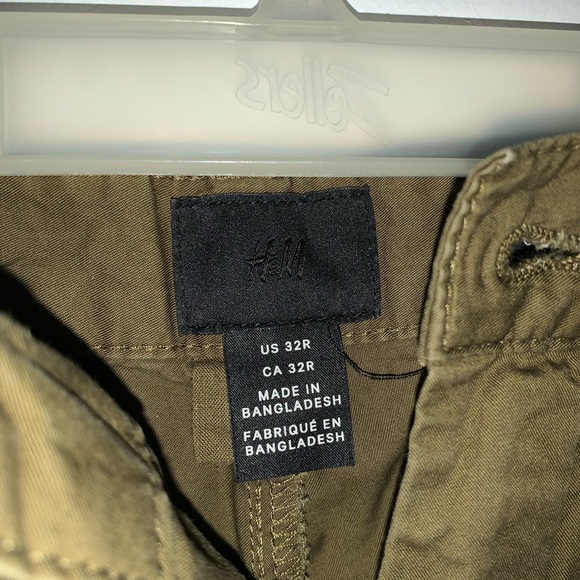 Zellers
H&M
US 32R
CA 32R
MADE IN
BANGLADESH
FABRIQUÉ EN
BANGLADESH